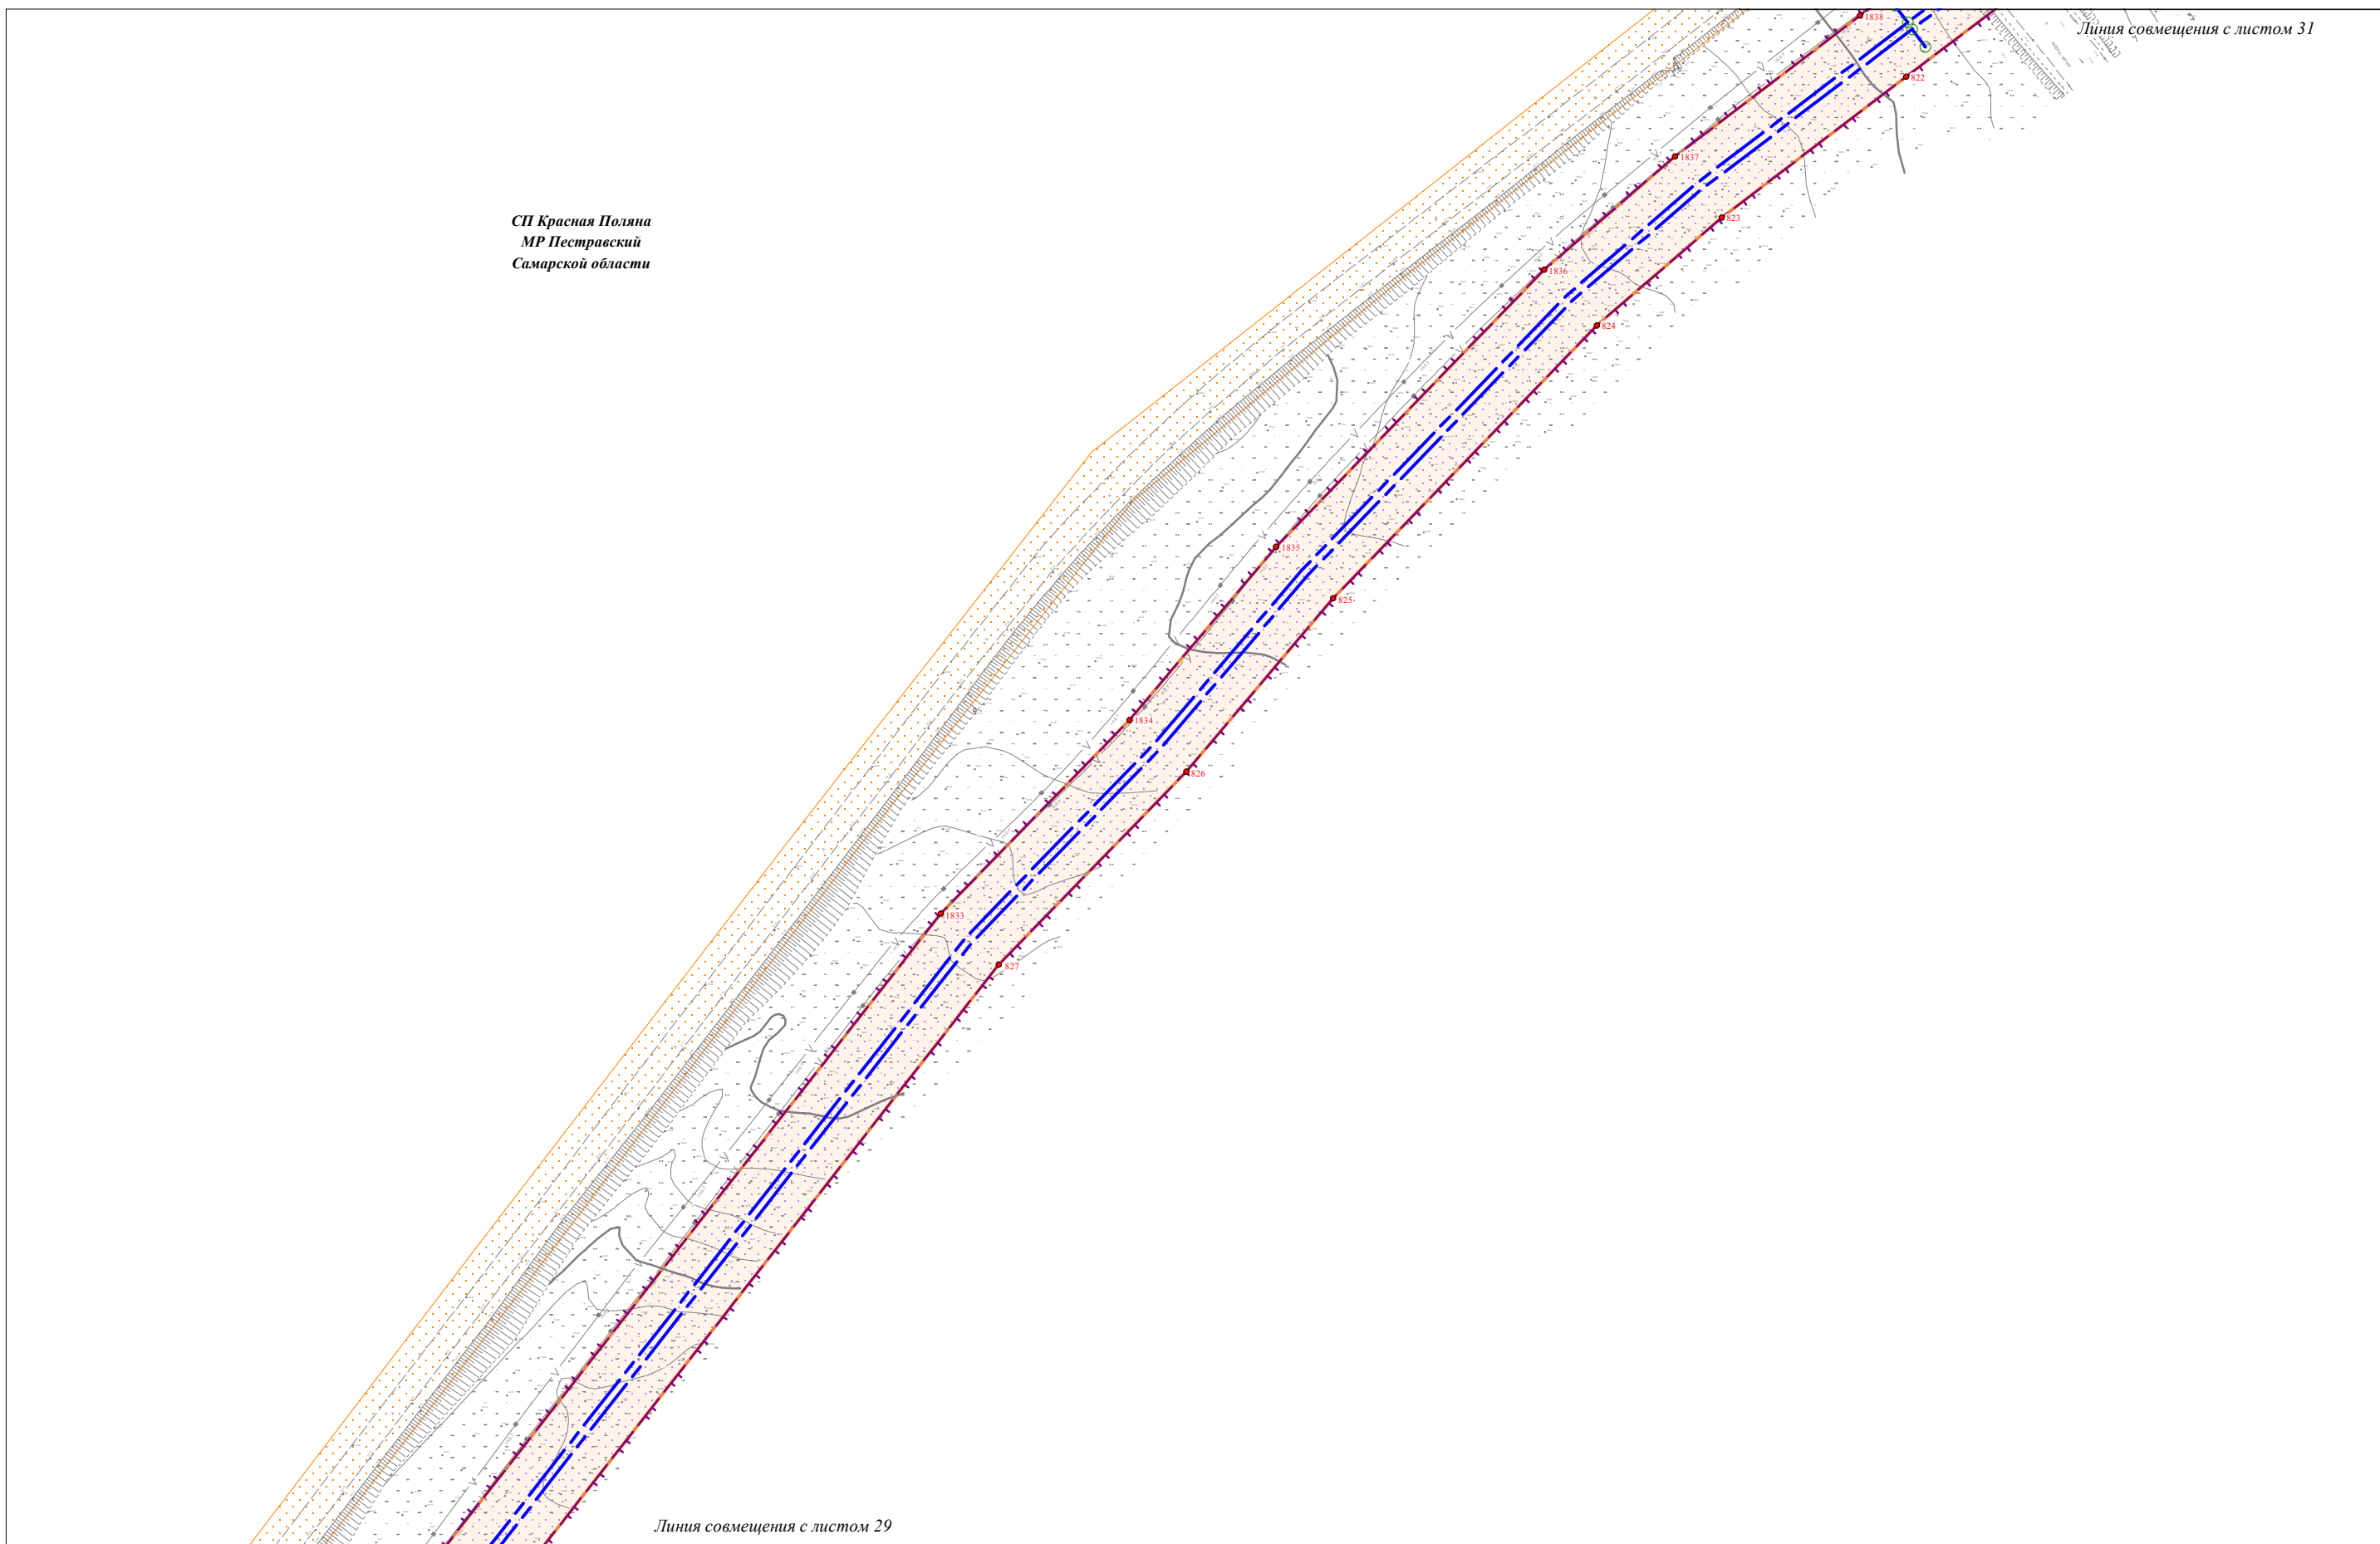 1838
Линия совмещения с листом 31
822
1837
СП Красная Поляна
МР Пестравский
Самарской области
823
1836
824
1835
825
1834
826
1833
827
Линия совмещения с листом 29